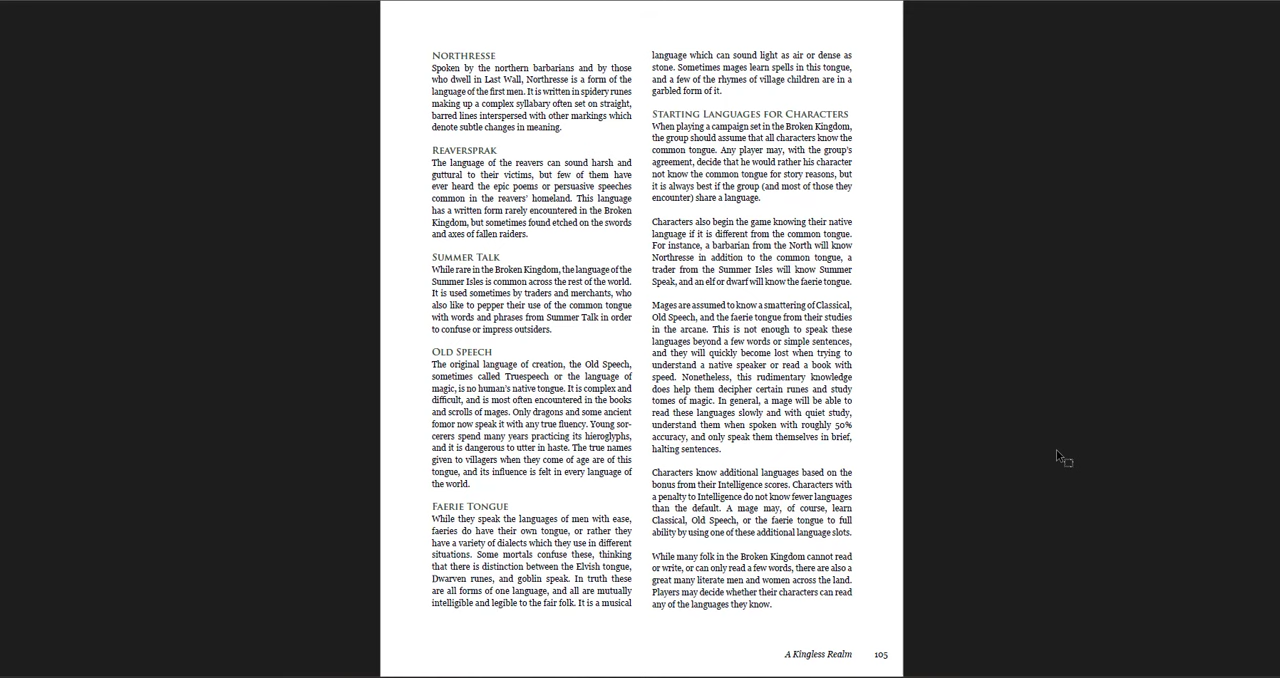 NORTHRESSE
Spoken by the northern barbarians and by those
who dwell in Last Wall, Northresse is a form of the
language of the first men. It is written in spidery runes
making up a complex syllabary often set on straight,
barred lines interspersed with other markings which
denote subtle changes in meaning.
REAVERSPRAK
The language of the reavers can sound harsh and
guttural to their victims, but few of them have
ever heard the epic poems or persuasive speeches
common in the reavers' homeland. This language
has a written form rarely encountered in the Broken
Kingdom, but sometimes found etched on the swords
and axes of fallen raiders.
SUMMER TALK
While rare in the Broken Kingdom, the language of the
Summer Isles is common across the rest of the world.
It is used sometimes by traders and merchants, who
also like to pepper their use of the common tongue
with words and phrases from Summer Talk in order
to confuse or impress outsiders.
OLD SPEECH
The original language of creation, the Old Speech,
sometimes called Truespeech or the language of
magic, is no human's native tongue. It is complex and
difficult, and is most often encountered in the books
and scrolls of mages. Only dragons and some ancient
fomor now speak it with any true fluency. Young sor-
cerers spend many years practicing its hieroglyphs,
and it is dangerous to utter in haste. The true names
given to villagers when they come of age are of this
tongue, and its influence is felt in every language of
the world.
FAERIE TONGUE
While they speak the languages of men with ease,
faeries do have their own tongue, or rather they
have a variety of dialects which they use in different
situations. Some mortals confuse these, thinking
that there is distinction between the Elvish tongue,
Dwarven runes, and goblin speak. In truth these
are all forms of one language, and all are mutually
intelligible and legible to the fair folk. It is a musical
language which can sound light as air or dense as
stone. Sometimes mages learn spells in this tongue,
and a few of the rhymes of village children are in a
garbled form of it.
STARTING LANGUAGES FOR CHARACTERS
When playing a campaign set in the Broken Kingdom,
the group should assume that all characters know the
common tongue. Any player may, with the group's
agreement, decide that he would rather his character
not know the common tongue for story reasons, but
it is always best if the group (and most of those they
encounter) share a language.
Characters also begin the game knowing their native
language if it is different from the common tongue.
For instance, a barbarian from the North will know
Northresse in addition to the common tongue, a
trader from the Summer Isles will know Summer
Speak, and an elf or dwarf will know the faerie tongue.
Mages are assumed to know a smattering of Classical,
Old Speech, and the faerie tongue from their studies
in the arcane. This is not enough to speak these
languages beyond a few words or simple sentences,
and they will quickly become lost when trying to
understand a native speaker or read a book with
speed. Nonetheless, this rudimentary knowledge
does help them decipher certain runes and study
tomes of magic. In general, a mage will be able to
read these languages slowly and with quiet study,
understand them when spoken with roughly 50%
accuracy, and only speak them themselves in brief,
halting sentences.
Characters know additional languages based on the
bonus from their Intelligence scores. Characters with
a penalty to Intelligence do not know fewer languages
than the default. A mage may, of course, learn
Classical, Old Speech, or the faerie tongue to full
ability by using one of these additional language slots.
While many folk in the Broken Kingdom cannot read
or write, or can only read a few words, there are also a
great many literate men and women across the land.
Players may decide whether their characters can read
any of the languages they know.
A Kingless Realm 105